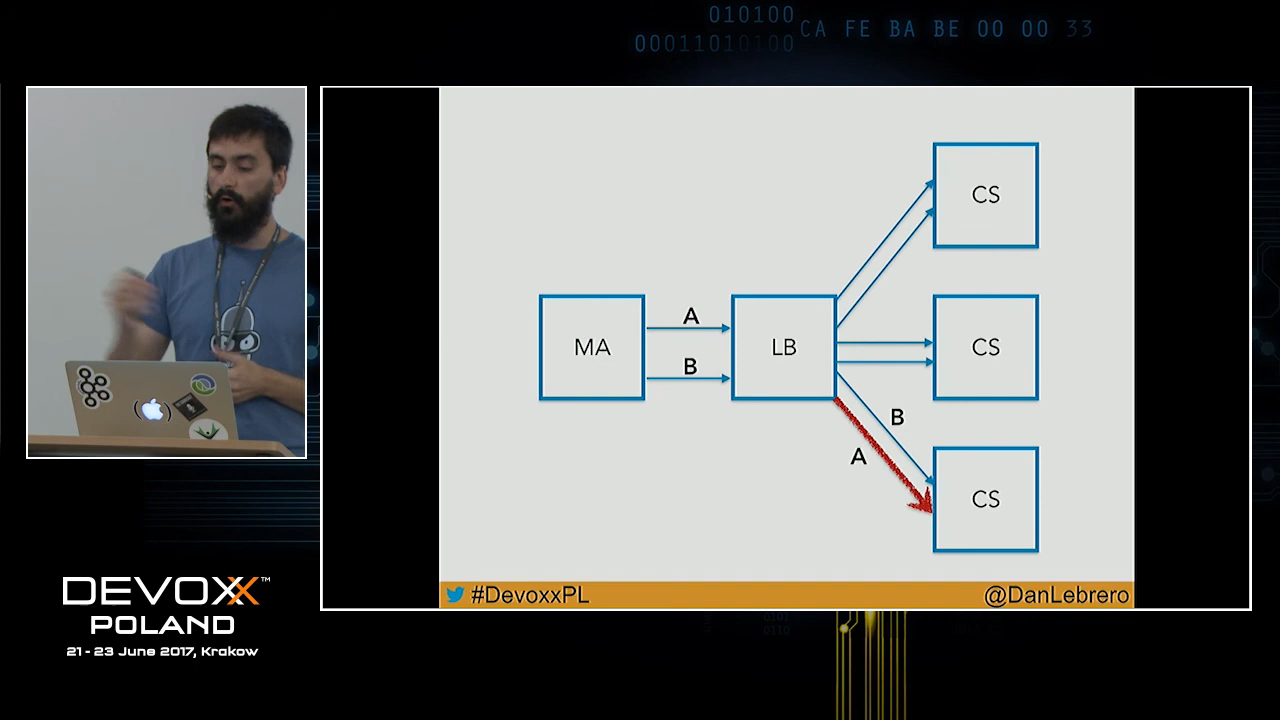 010100
00011010100
CA FE BA BE 00 00 33
CS
MA
A
B
LB
CS
B
A
CS
#DevoxxPL
@DanLebrero
DEVOXX™
POLAND
21 - 23 June 2017, Krakow